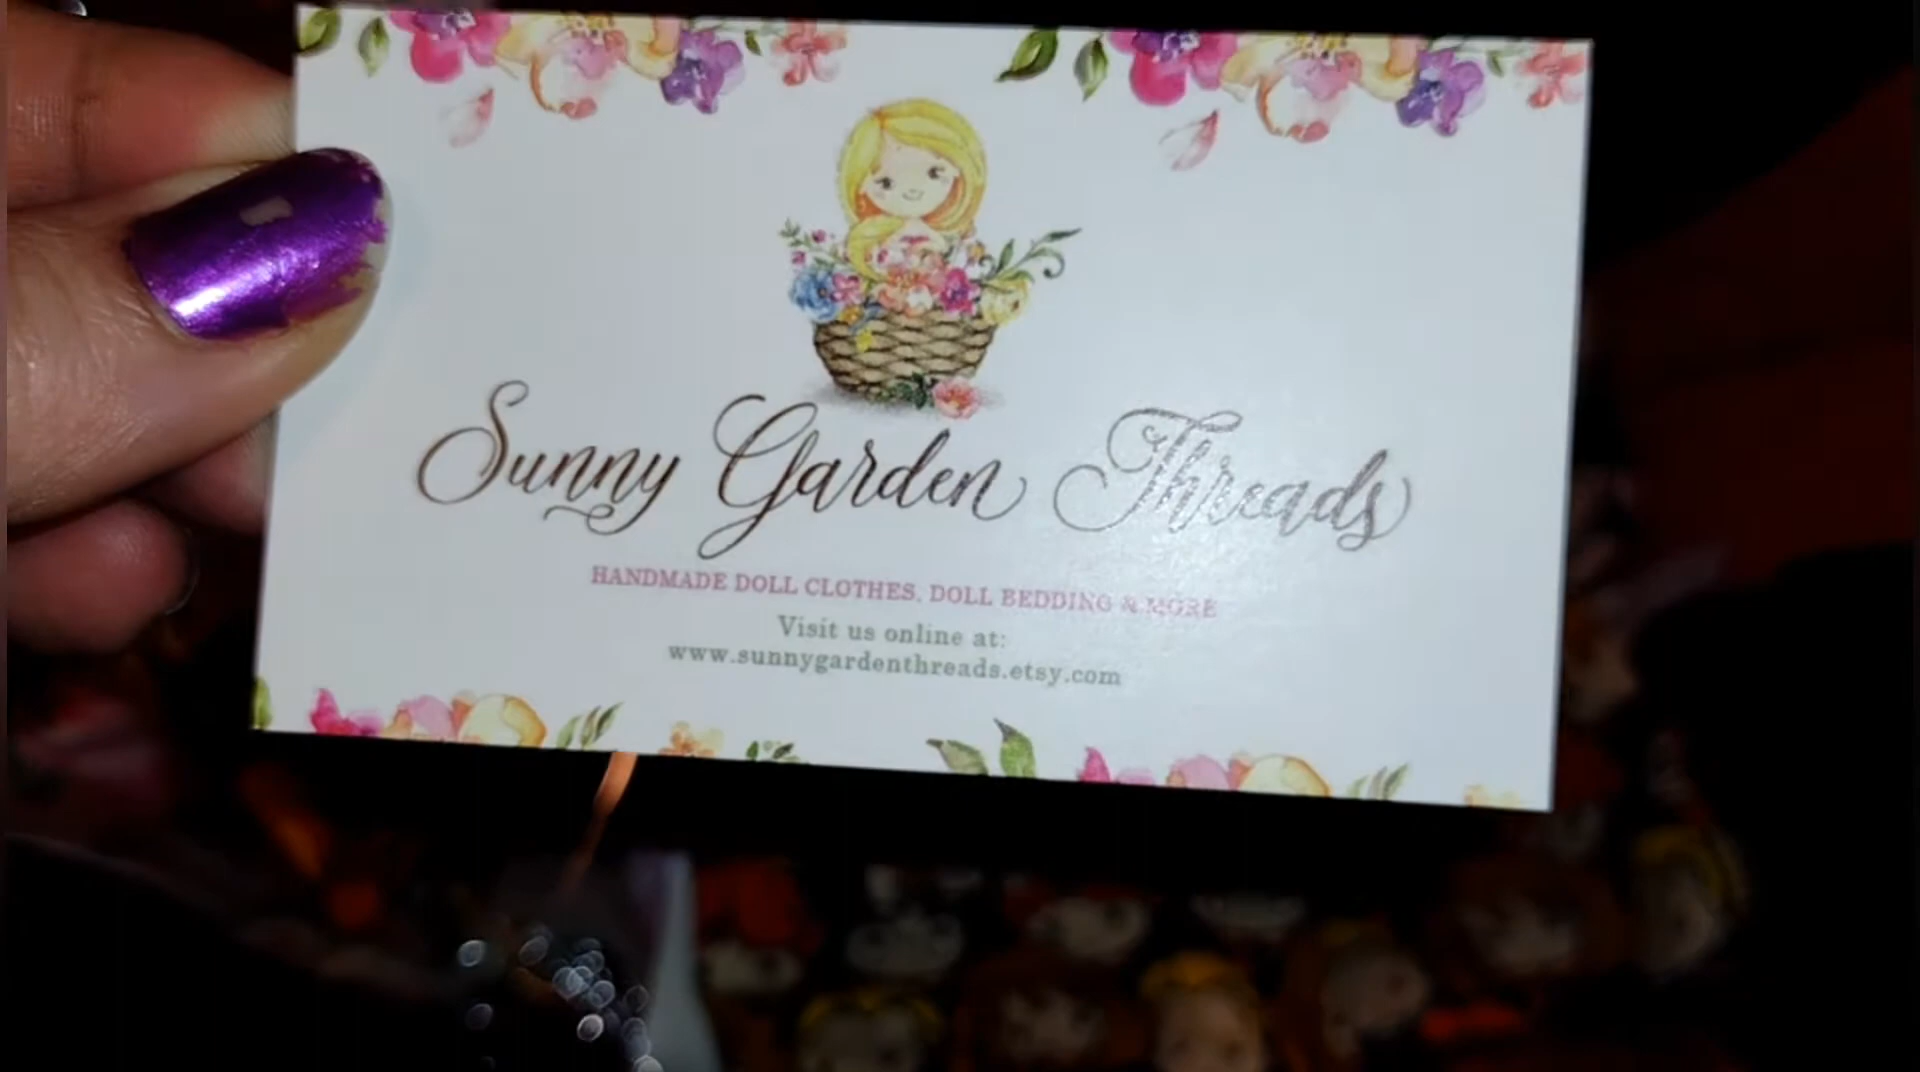 Sunny Garden Threads
HANDMADE DOLL CLOTHES, DOLL BEDDING & MORE
Visit us online at:
www.sunnygardenthreads.etsy.com